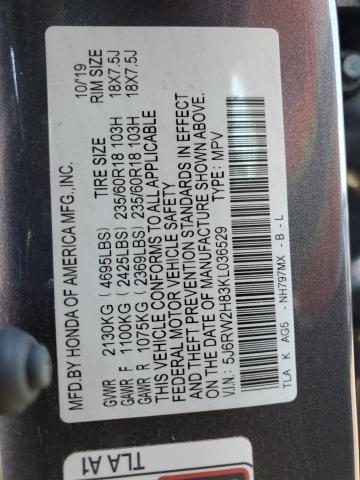 MFD.BY HONDA OF AMERICA MFG.,INC. 10/19
TIRE SIZE RIM SIZE
GVWR 2130KG (4695LBS)
GAWR F 1100KG (2425LBS) 235/60R18 103H 18X7.5J
GAWR R 1075KG (2369LBS) 235/60R18 103H 18X7.5J
THIS VEHICLE CONFORMS TO ALL APPLICABLE
FEDERAL MOTOR VEHICLE SAFETY
AND THEFT PREVENTION STANDARDS IN EFFECT
ON THE DATE OF MANUFACTURE SHOWN ABOVE.
V.I.N.: 5J6RW2H83KL036529 TYPE: MPV
TLA K AG5 - NH797MX - B - L
TLA A1